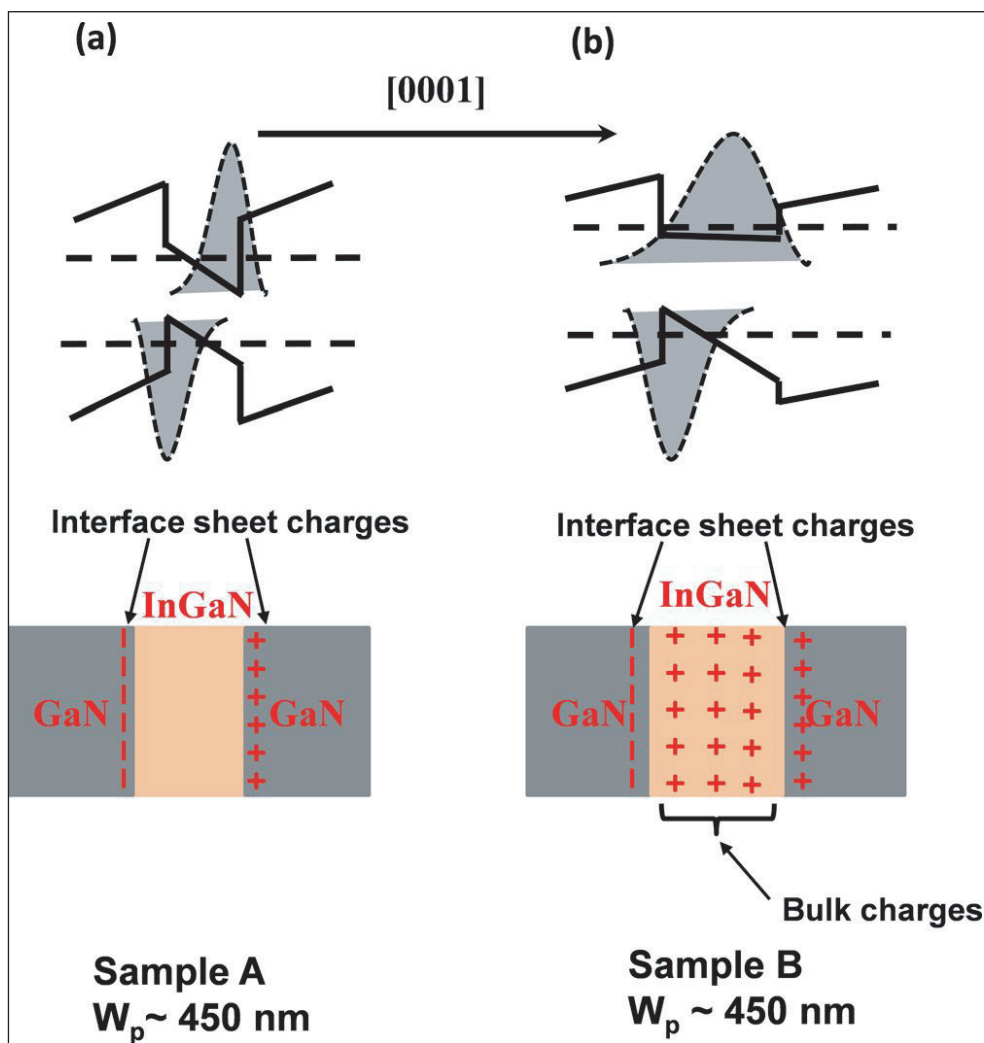 (a)
(b)
[0001]
Interface sheet charges
InGaN
GaN
GaN
Sample A
Wp~ 450 nm
Interface sheet charges
InGaN
GaN
GaN
Bulk charges
Sample B
Wp ~ 450 nm